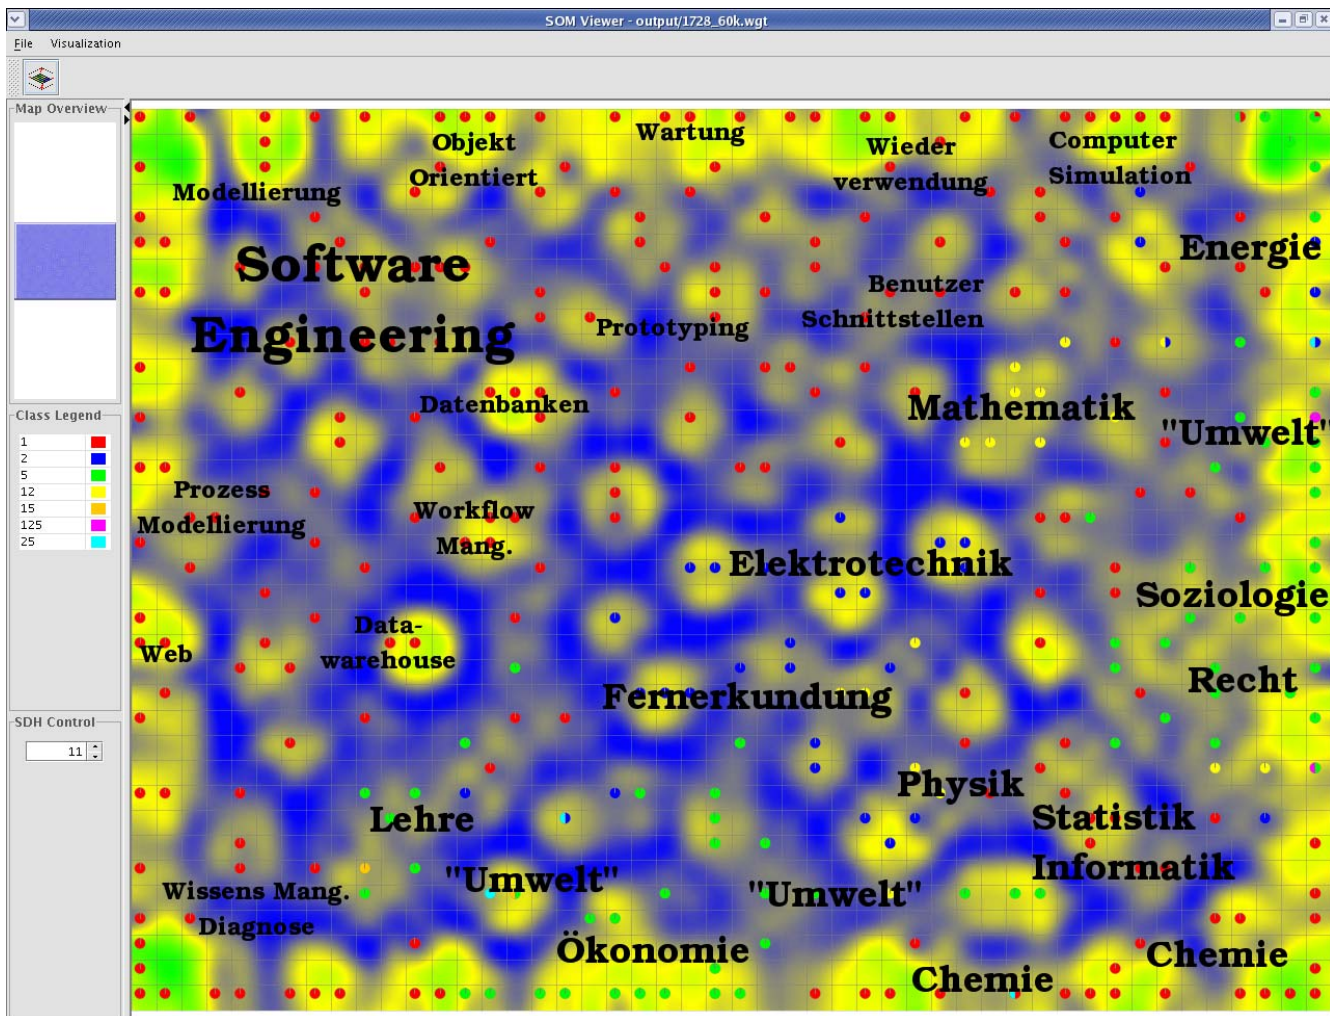 SOM Viewer - output/1728_60k.wgt
File Visualization
Map Overview
Class Legend
1
2
5
12
15
125
25
SDH Control
11
Objekt
Orientiert
Wartung
Wieder
verwendung
Computer
Simulation
Modellierung
Software
Engineering
Energie
Benutzer
Schnittstellen
Prototyping
Datenbanken
Mathematik
"Umwelt"
Prozess
Modellierung
Workflow
Mang.
Elektrotechnik
Soziologie
Data-
warehouse
Web
Fernerkundung
Recht
Lehre
Physik
Statistik
Informatik
"Umwelt"
"Umwelt"
Wissens Mang.
Diagnose
Ökonomie
Chemie
Chemie